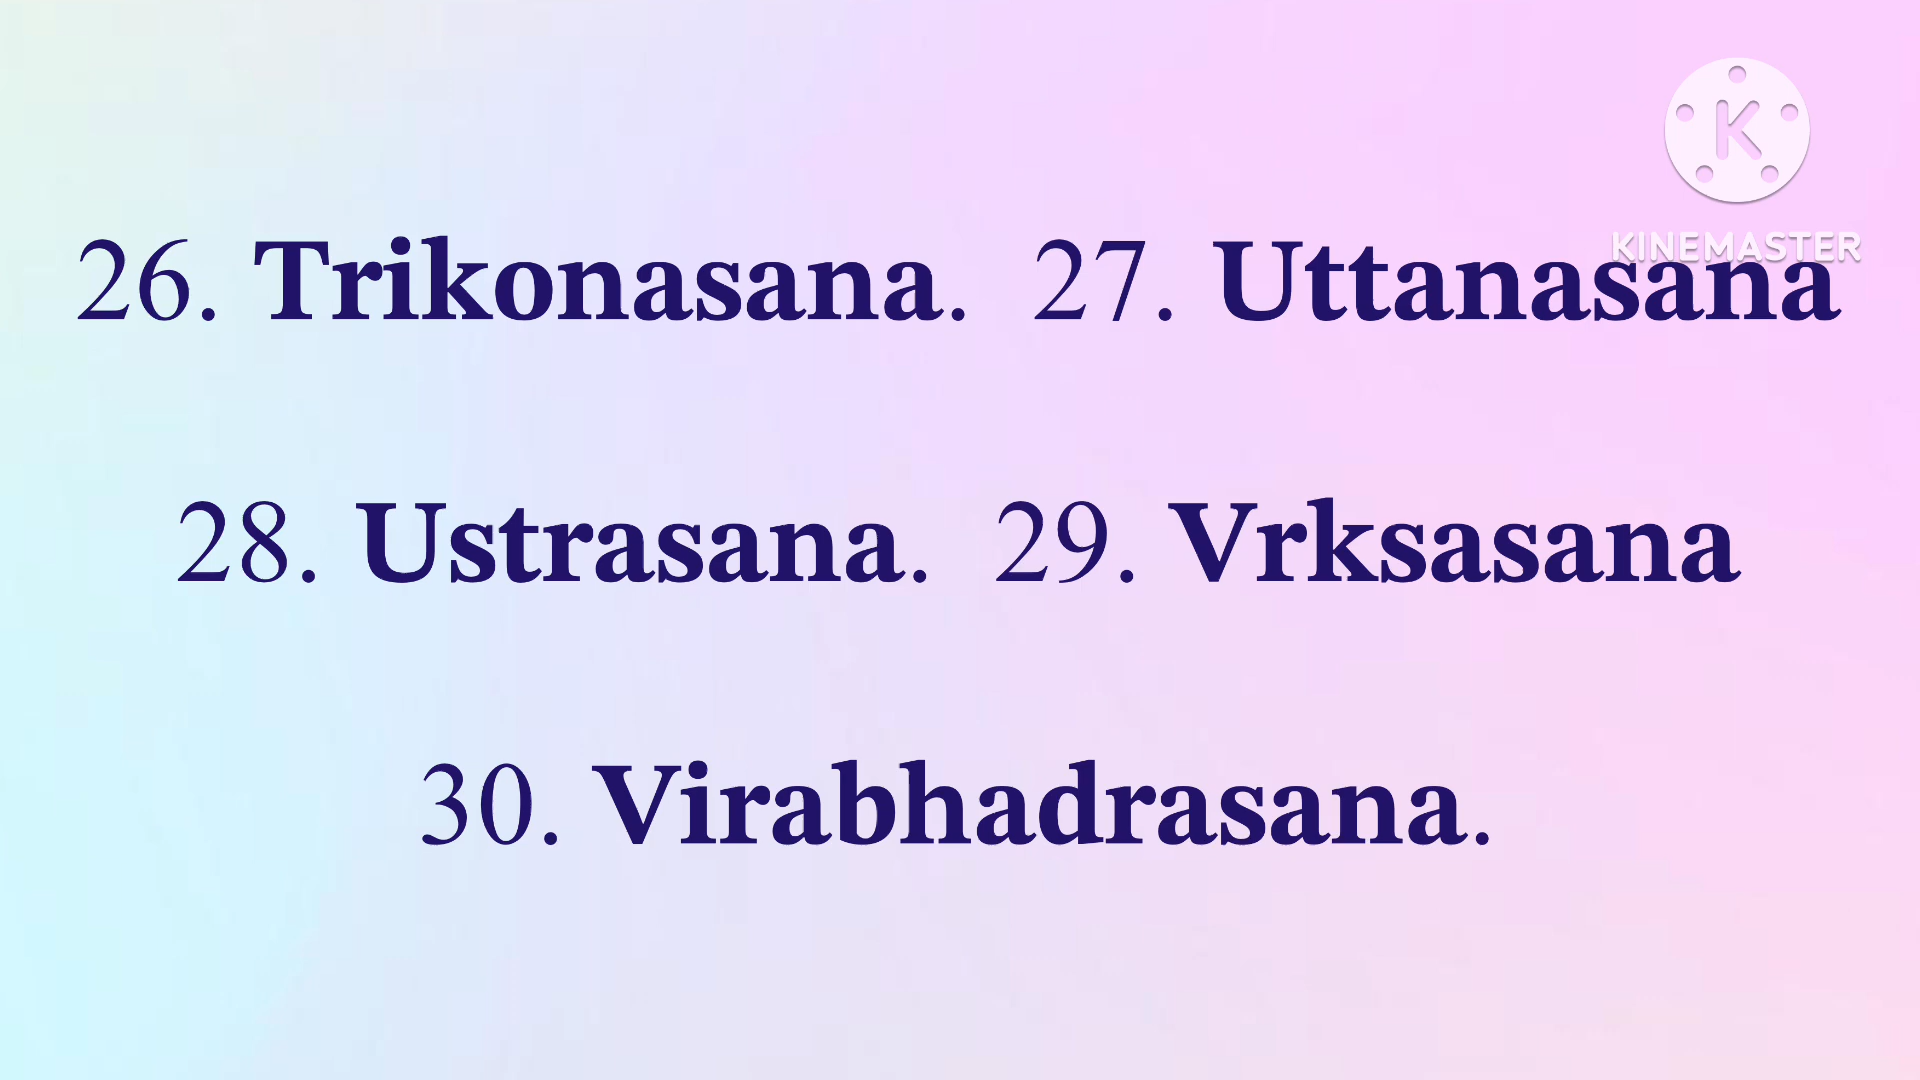 K
KINEMASTER
26. Trikonasana.  27. Uttanasana
28. Ustrasana.  29. Vrksasana
30. Virabhadrasana.